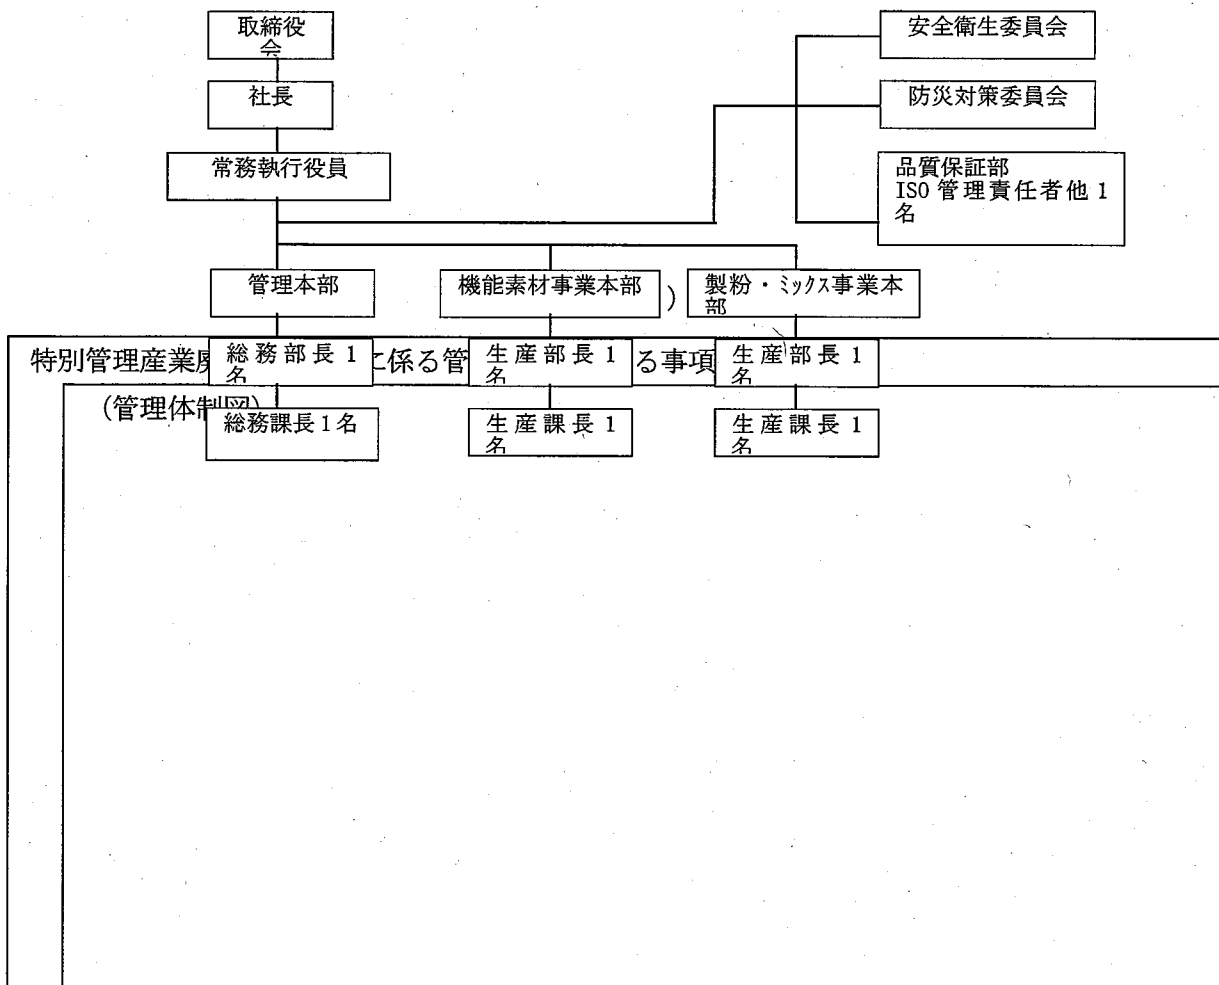 取締役
会
社長
常務執行役員
安全衛生委員会
防災対策委員会
品質保証部
ISO 管理責任者他 1
名
管理本部
機能素材事業本部
)
製粉・ミックス事業本
部
特別管理産業廃
に係る管
る事項
(管理体制図)
総務部長 1
名
生産部長 1
名
生産部長 1
名
総務課長 1 名
生産課長 1
名
生産課長 1
名